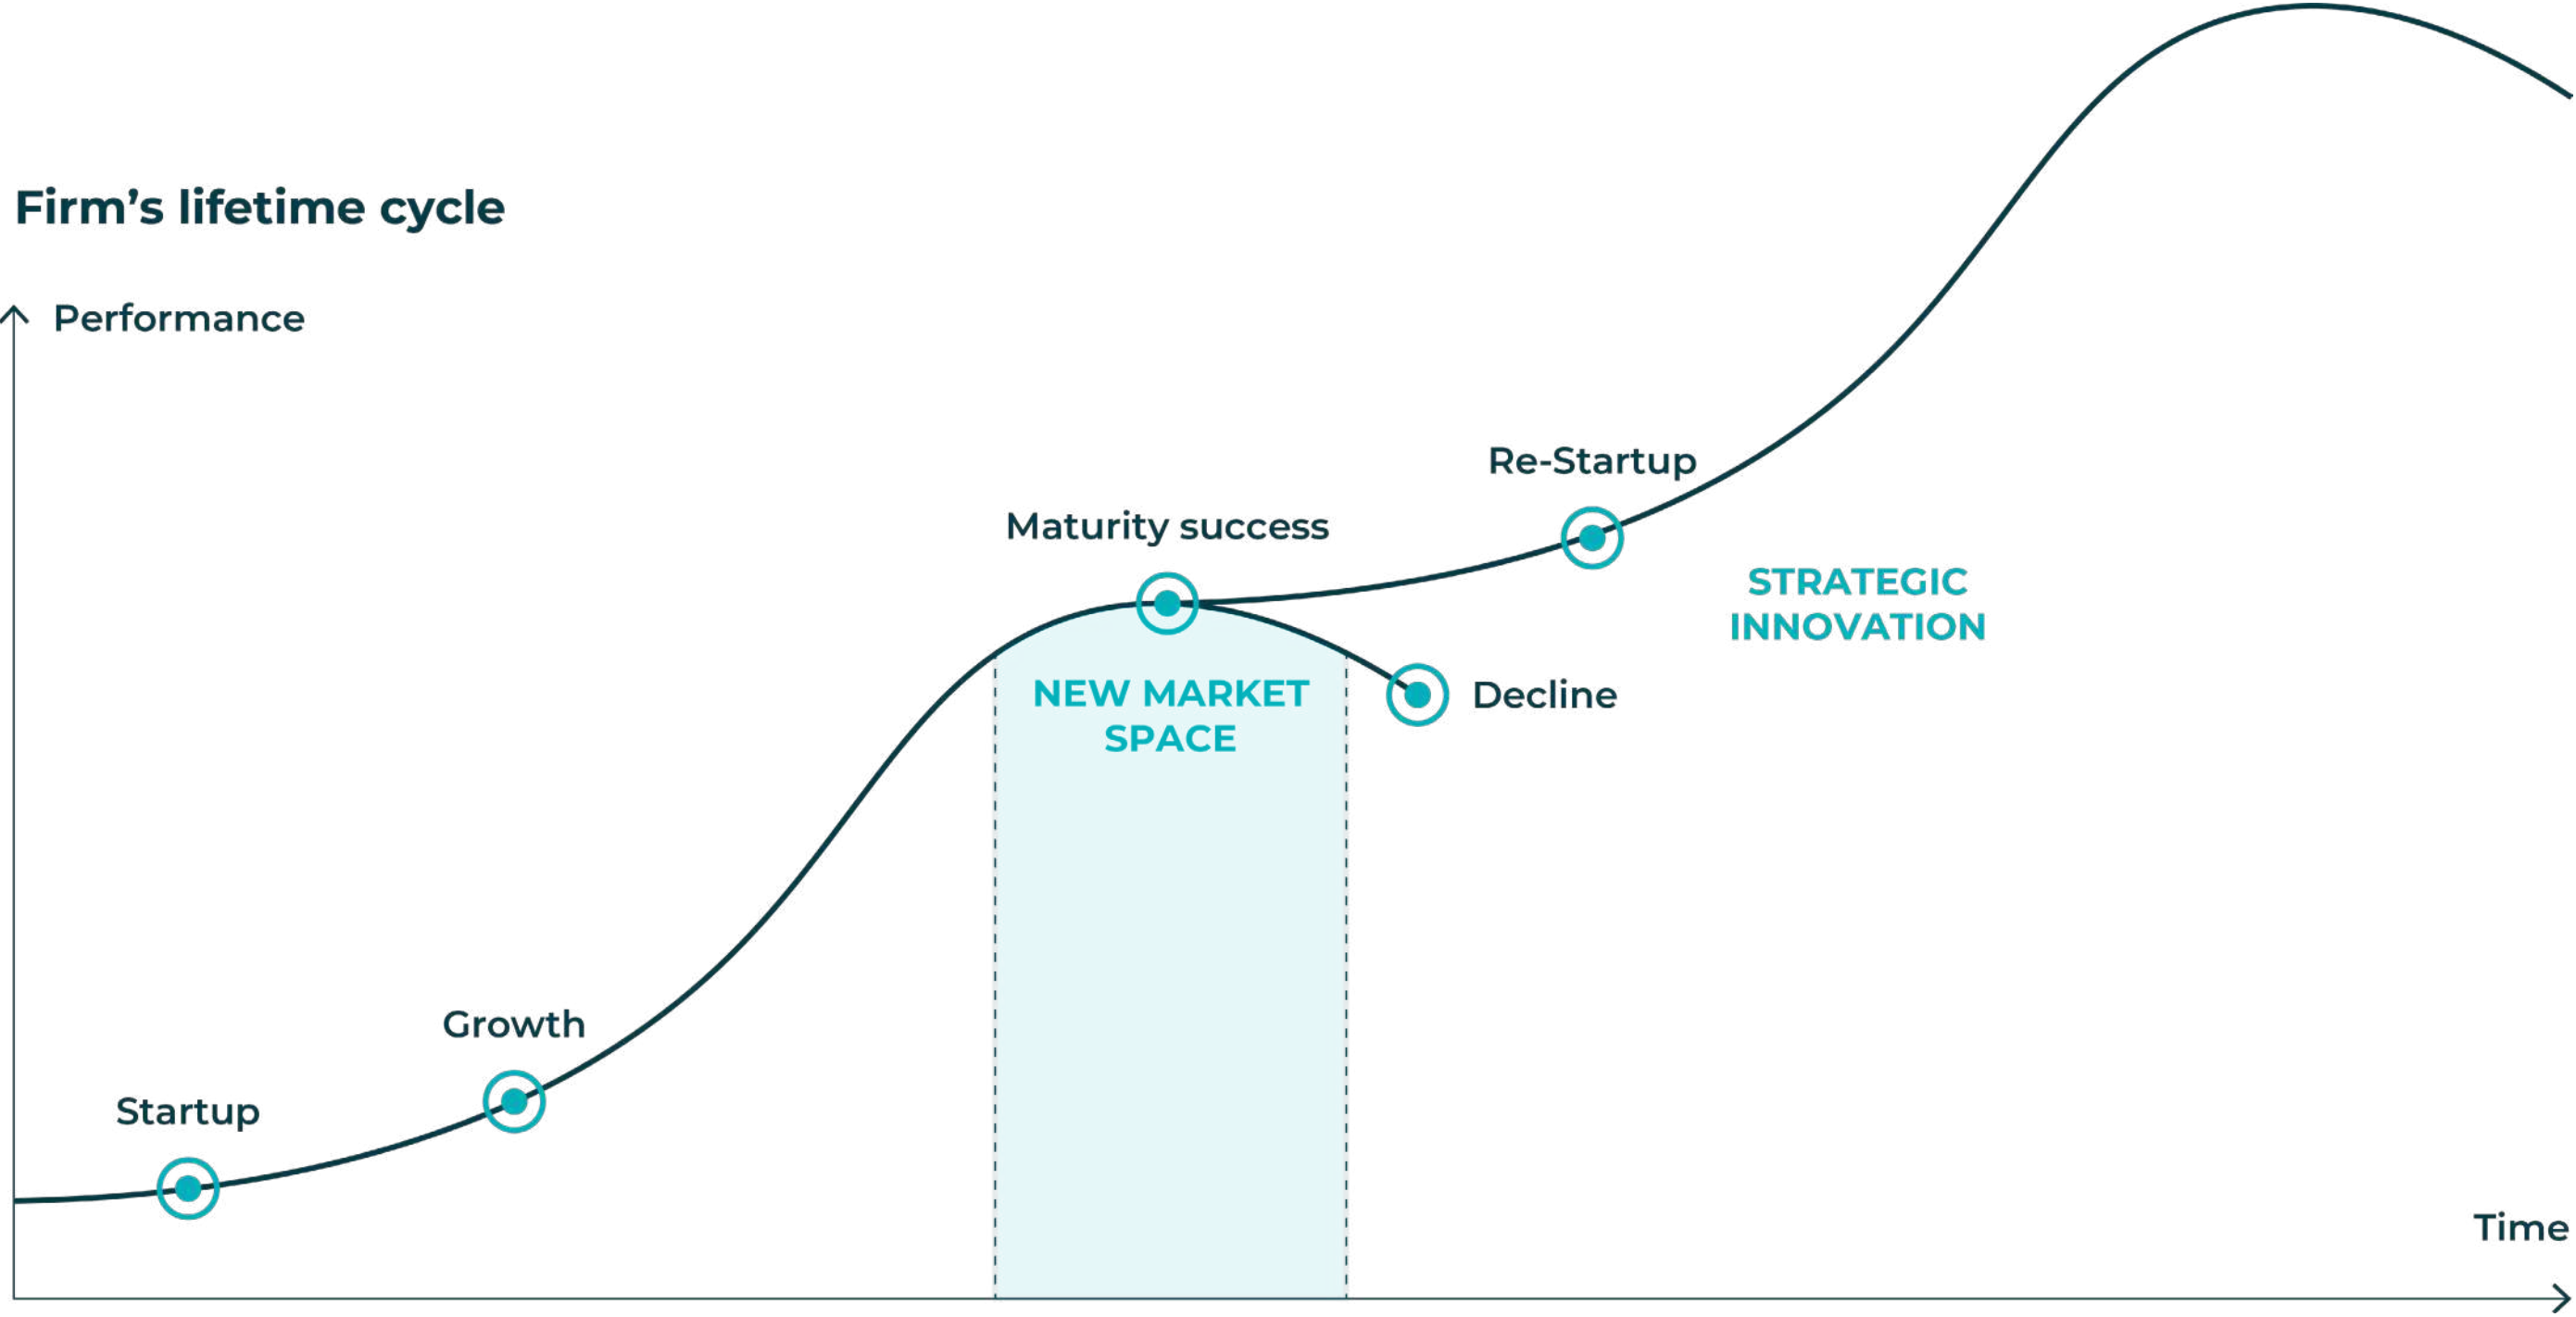 Firm’s lifetime cycle
Performance
Re-Startup
Maturity success
STRATEGIC
INNOVATION
NEW MARKET
SPACE
Decline
Growth
Startup
Time